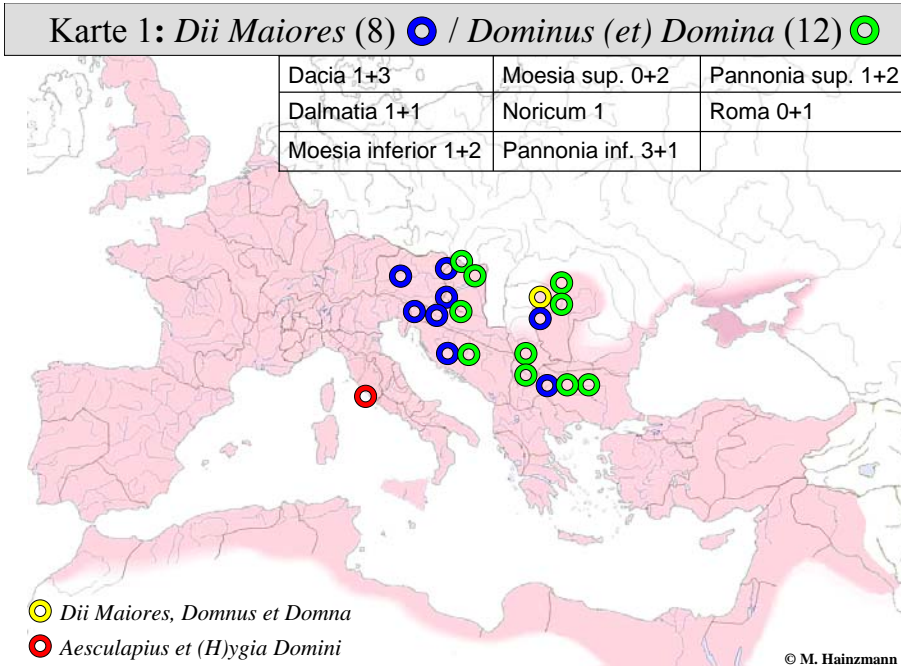 Karte 1: Dii Maiores (8) / Dominus (et) Domina (12)
Dacia 1+3 Moesia sup. 0+2 Pannonia sup. 1+2
Dalmatia 1+1 Noricum 1 Roma 0+1
Moesia inferior 1+2 Pannonia inf. 3+1
Dii Maiores, Domnus et Domna
Aesculapius et (H)ygia Domini
© M. Hainzmann